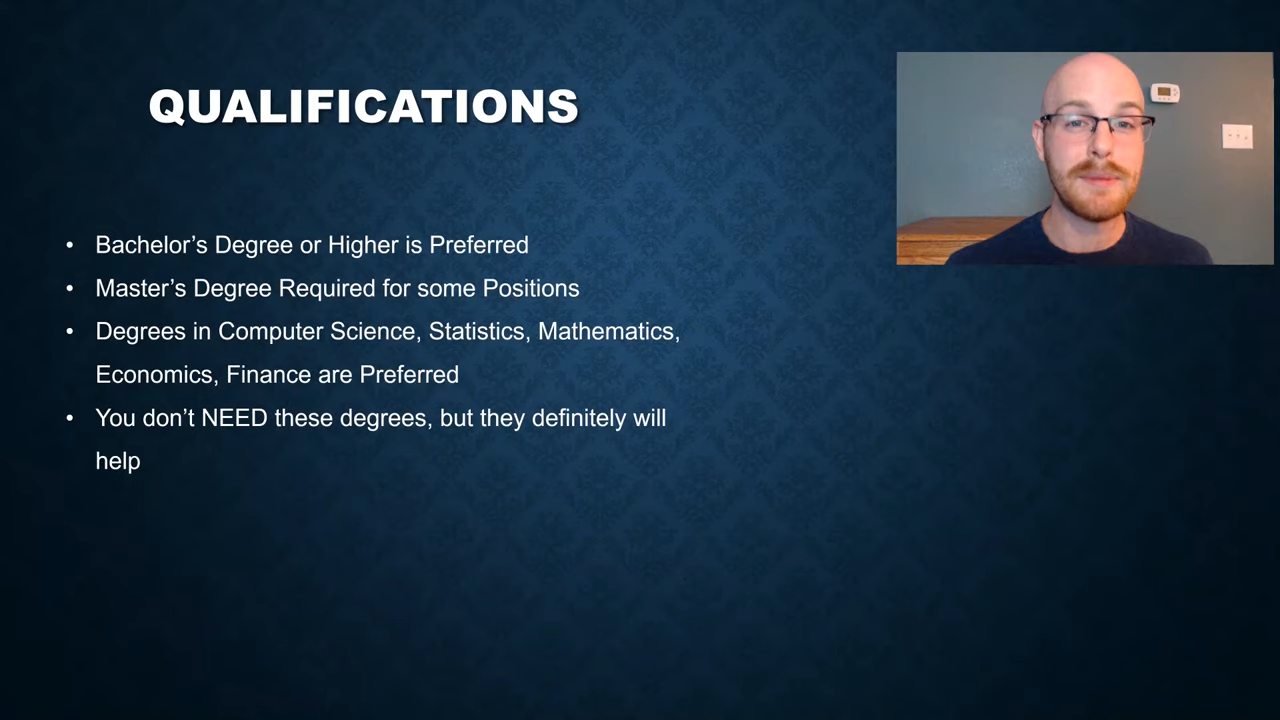 QUALIFICATIONS
• Bachelor’s Degree or Higher is Preferred
• Master’s Degree Required for some Positions
• Degrees in Computer Science, Statistics, Mathematics,
Economics, Finance are Preferred
• You don’t NEED these degrees, but they definitely will
help